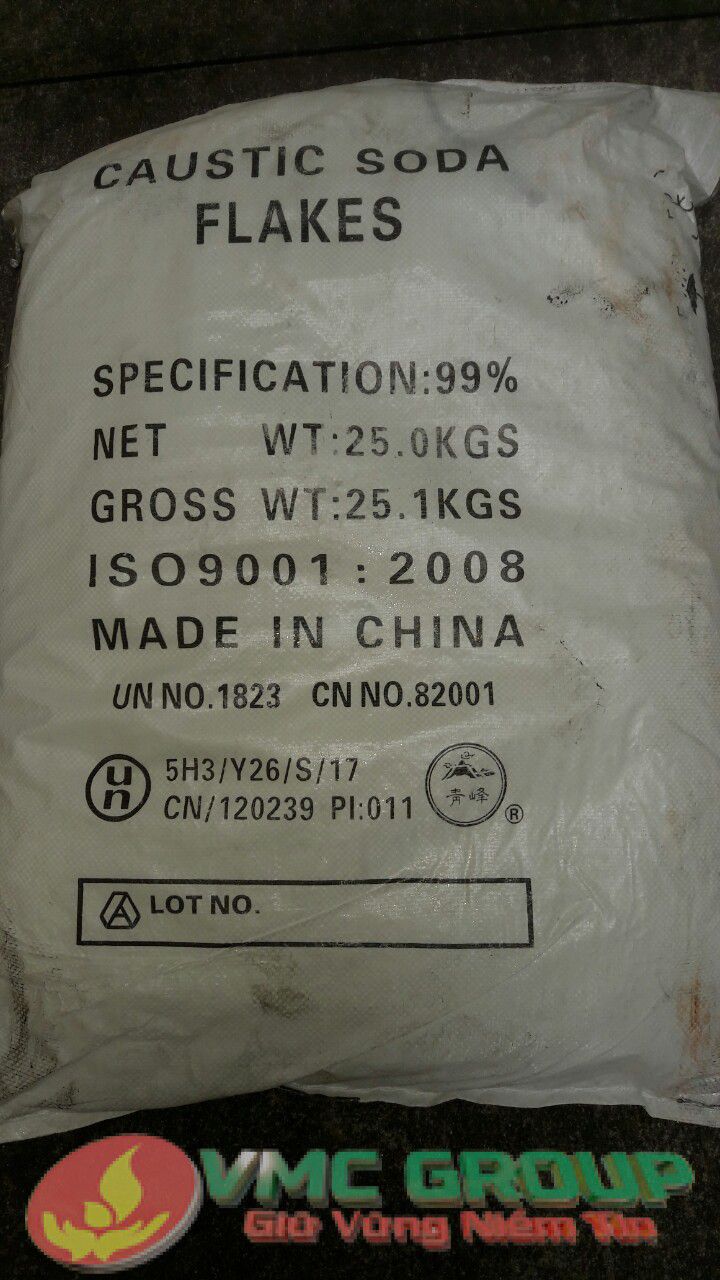 CAUSTIC SODA
FLAKES
SPECIFICATION:99%
NET WT:25.0KGS
GROSS WT:25.1KGS
ISO9001:2008
MADE IN CHINA
UN NO.1823 CN NO.82001
un 5H3/Y26/S/17
CN/120239 PI:011
青峰
®
LOT NO.
VMC GROUP
Giữ Vững Niềm Tin